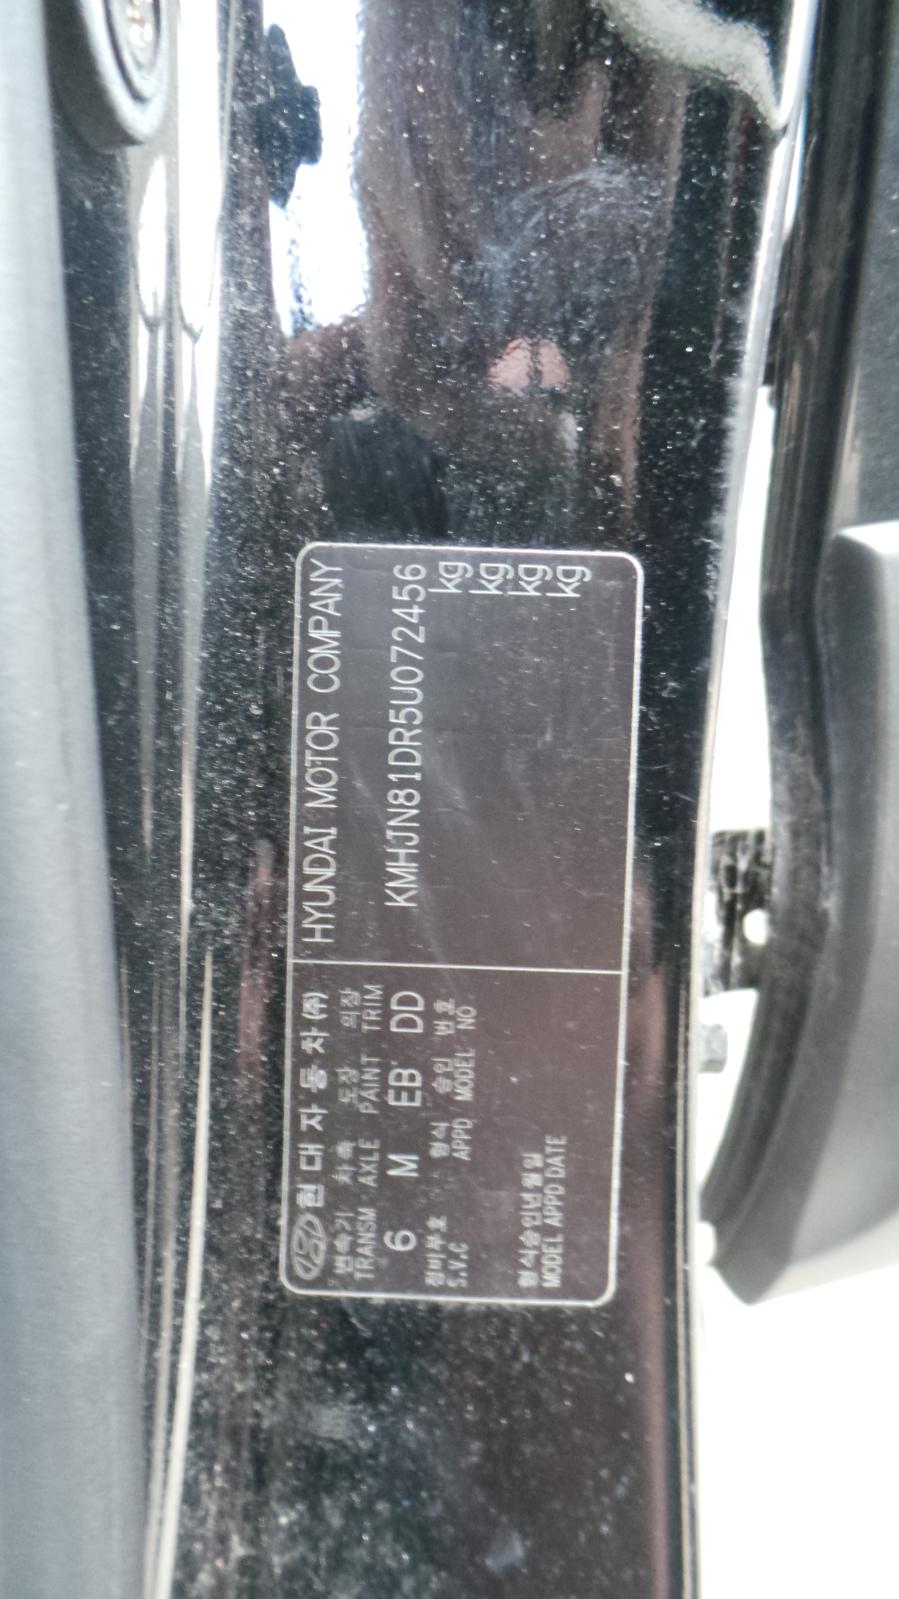 현대자동차(주) HYUNDAI MOTOR COMPANY
변속기 차축 도장 의장
TRANSM AXLE PAINT TRIM
6 M EB DD KMHJN81DR5U072456
정비부호 형식 승인 번호 kg
S.V.C APPD MODEL NO. kg
형식승인년월일 kg
MODEL APPD DATE kg